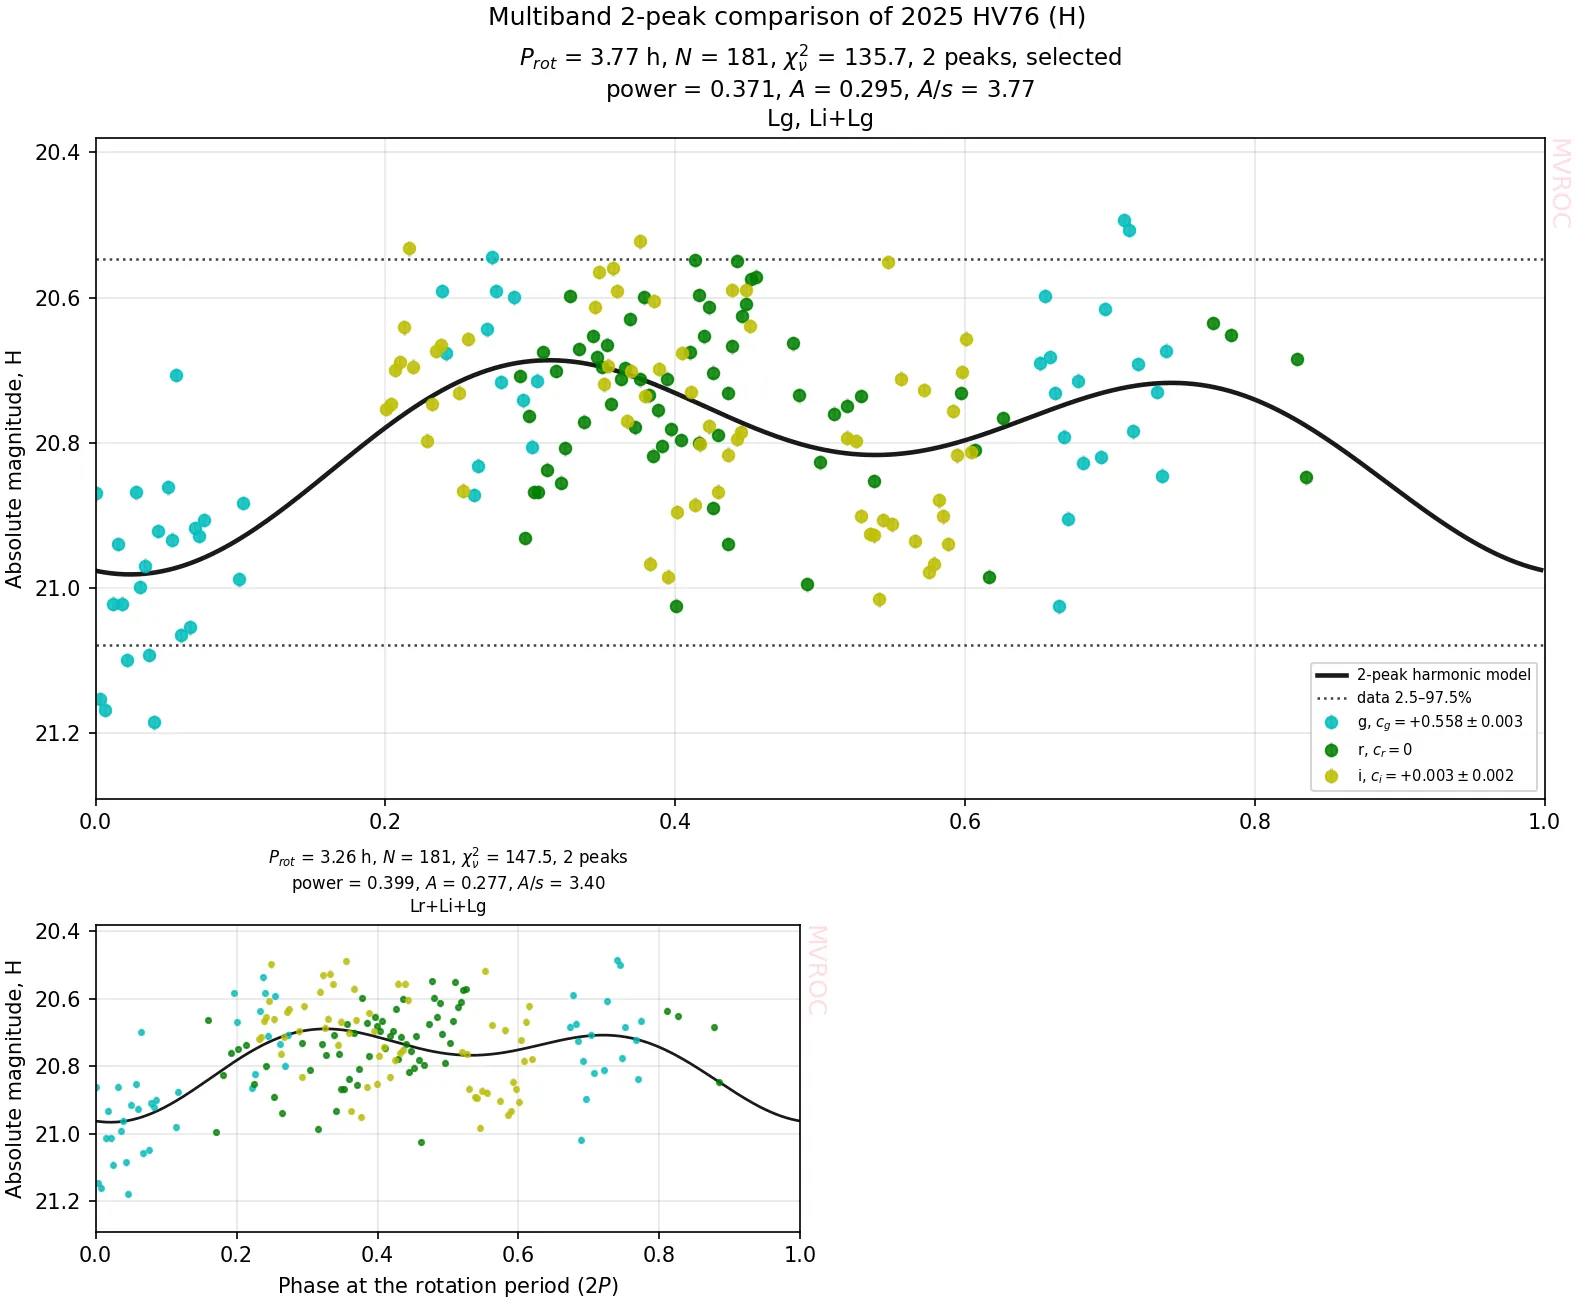 Multiband 2-peak comparison of 2025 HV76 (H)
P_rot = 3.77 h, N = 181, χ²_ν = 135.7, 2 peaks, selected
power = 0.371, A = 0.295, A/s = 3.77
Lg, Li+Lg
MVROC
20.4
20.6
20.8
21.0
21.2
Absolute magnitude, H
2-peak harmonic model
data 2.5–97.5%
g, c_g = +0.558 ± 0.003
r, c_r = 0
i, c_i = +0.003 ± 0.002
0.0 0.2 0.4 0.6 0.8 1.0
P_rot = 3.26 h, N = 181, χ²_ν = 147.5, 2 peaks
power = 0.399, A = 0.277, A/s = 3.40
Lr+Li+Lg
MVROC
20.4
20.6
20.8
21.0
21.2
Absolute magnitude, H
0.0 0.2 0.4 0.6 0.8 1.0
Phase at the rotation period (2P)